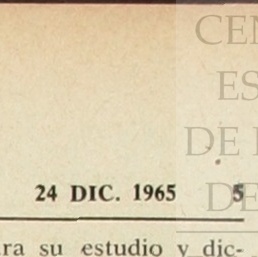 CEN
ES
DE
DE
24 DIC. 1965 5
ra su estudio y dic-